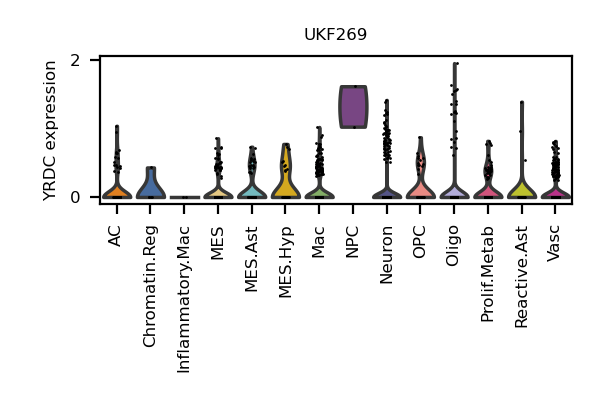 UKF269
YRDC expression
2
0
AC
Chromatin.Reg
Inflammatory.Mac
MES
MES.Ast
MES.Hyp
Mac
NPC
Neuron
OPC
Oligo
Prolif.Metab
Reactive.Ast
Vasc